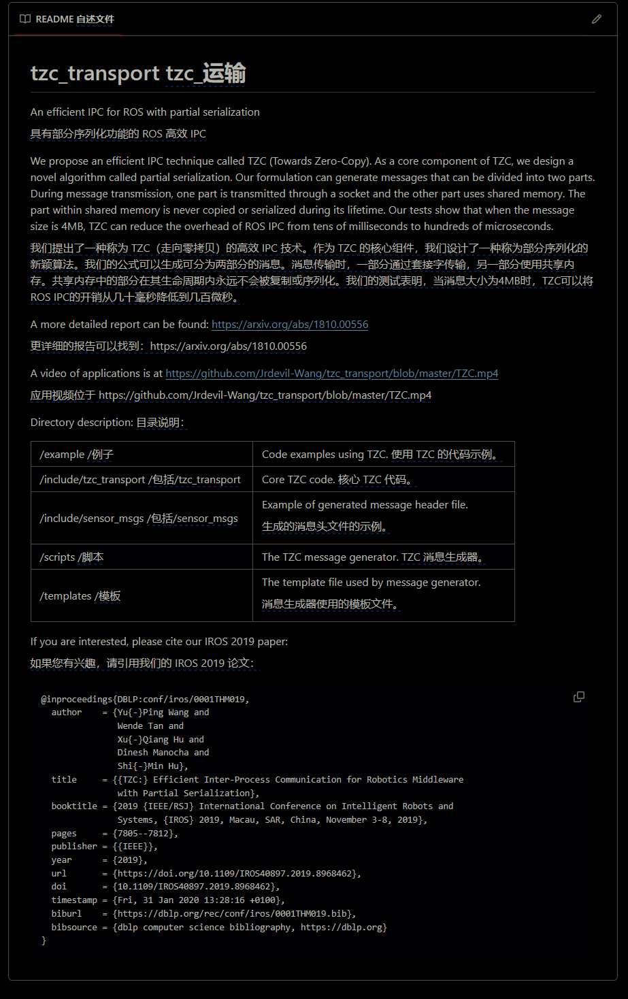 README 自述文件
tzc_transport tzc_运输
An efficient IPC for ROS with partial serialization
具有部分序列化功能的 ROS 高效 IPC
We propose an efficient IPC technique called TZC (Towards Zero-Copy). As a core component of TZC, we design a
novel algorithm called partial serialization. Our formulation can generate messages that can be divided into two parts.
During message transmission, one part is transmitted through a socket and the other part uses shared memory. The
part within shared memory is never copied or serialized during its lifetime. Our tests show that when the message
size is 4MB, TZC can reduce the overhead of ROS IPC from tens of milliseconds to hundreds of microseconds.
我们提出了一种称为 TZC（走向零拷贝）的高效 IPC 技术。作为 TZC 的核心组件，我们设计了一种称为部分序列化的
新颖算法。我们的公式可以生成可分为两部分的消息。消息传输时，一部分通过套接字传输，另一部分使用共享内
存。共享内存中的部分在其生命周期内永远不会被复制或序列化。我们的测试表明，当消息大小为4MB时，TZC可以将
ROS IPC的开销从几十毫秒降低到几百微秒。
A more detailed report can be found: https://arxiv.org/abs/1810.00556
更详细的报告可以找到：https://arxiv.org/abs/1810.00556
A video of applications is at https://github.com/Jrdevil-Wang/tzc_transport/blob/master/TZC.mp4
应用视频位于 https://github.com/Jrdevil-Wang/tzc_transport/blob/master/TZC.mp4
Directory description: 目录说明：
/example /例子 Code examples using TZC. 使用 TZC 的代码示例。
/include/tzc_transport /包括/tzc_transport Core TZC code. 核心 TZC 代码。
/include/sensor_msgs /包括/sensor_msgs Example of generated message header file.
生成的消息头文件的示例。
/scripts /脚本 The TZC message generator. TZC 消息生成器。
/templates /模板 The template file used by message generator.
消息生成器使用的模板文件。
If you are interested, please cite our IROS 2019 paper:
如果您有兴趣，请引用我们的 IROS 2019 论文：
@inproceedings{DBLP:conf/iros/0001THM019,
  author    = {Yu{-}Ping Wang and
               Wende Tan and
               Xu{-}Qiang Hu and
               Dinesh Manocha and
               Shi{-}Min Hu},
  title     = {{TZC:} Efficient Inter-Process Communication for Robotics Middleware
               with Partial Serialization},
  booktitle = {2019 {IEEE/RSJ} International Conference on Intelligent Robots and
               Systems, {IROS} 2019, Macau, SAR, China, November 3-8, 2019},
  pages     = {7805--7812},
  publisher = {{IEEE}},
  year      = {2019},
  url       = {https://doi.org/10.1109/IROS40897.2019.8968462},
  doi       = {10.1109/IROS40897.2019.8968462},
  timestamp = {Fri, 31 Jan 2020 13:28:16 +0100},
  biburl    = {https://dblp.org/rec/conf/iros/0001THM019.bib},
  bibsource = {dblp computer science bibliography, https://dblp.org}
}